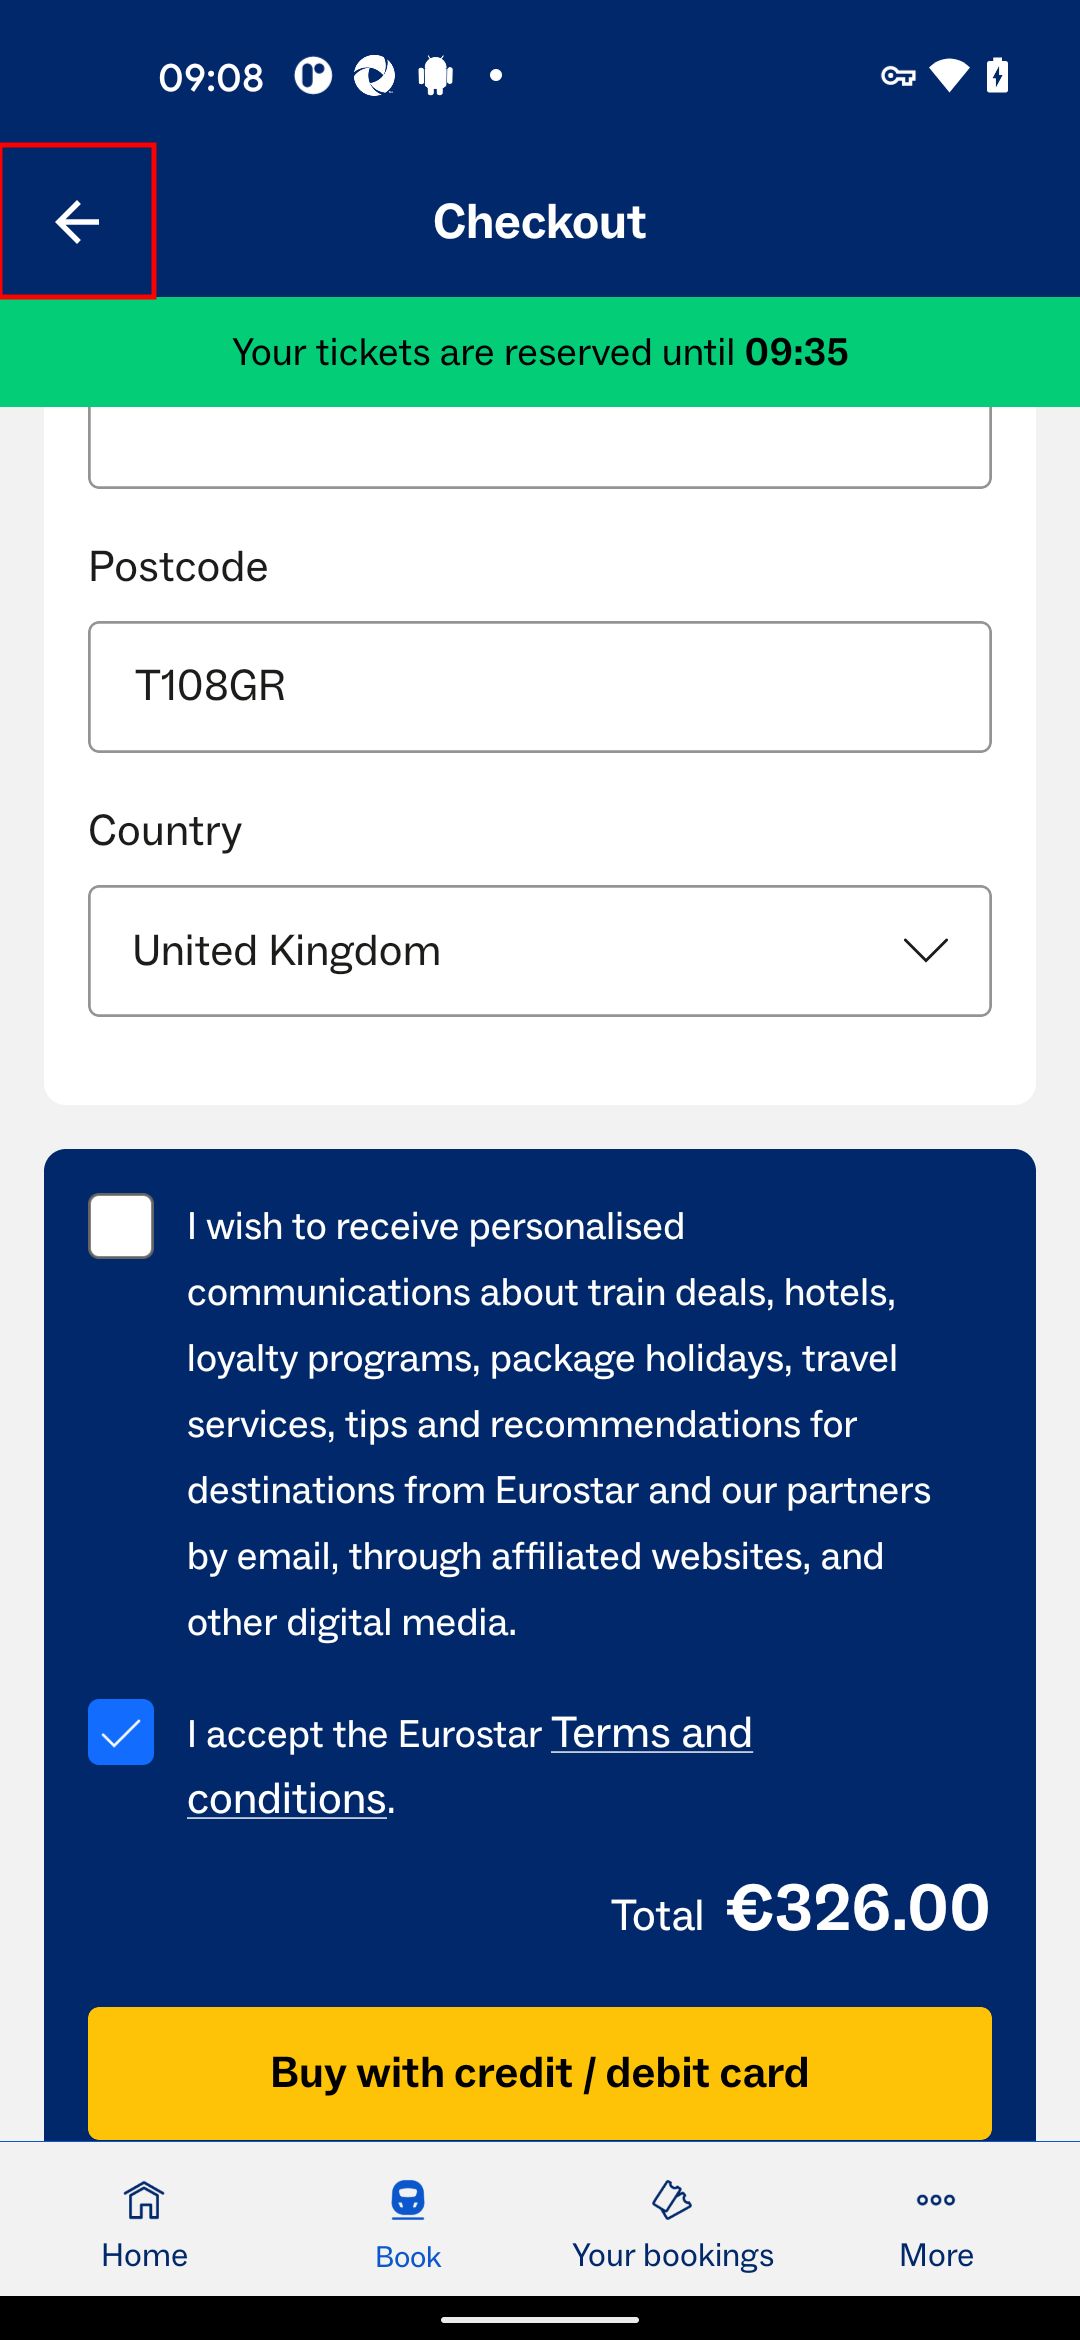 09:08
Checkout
Your tickets are reserved until 09:35
Postcode
T108GR
Country
United Kingdom
I wish to receive personalised
communications about train deals, hotels,
loyalty programs, package holidays, travel
services, tips and recommendations for
destinations from Eurostar and our partners
by email, through affiliated websites, and
other digital media.
I accept the Eurostar Terms and
conditions.
Total €326.00
Buy with credit / debit card
Home
Book
Your bookings
More